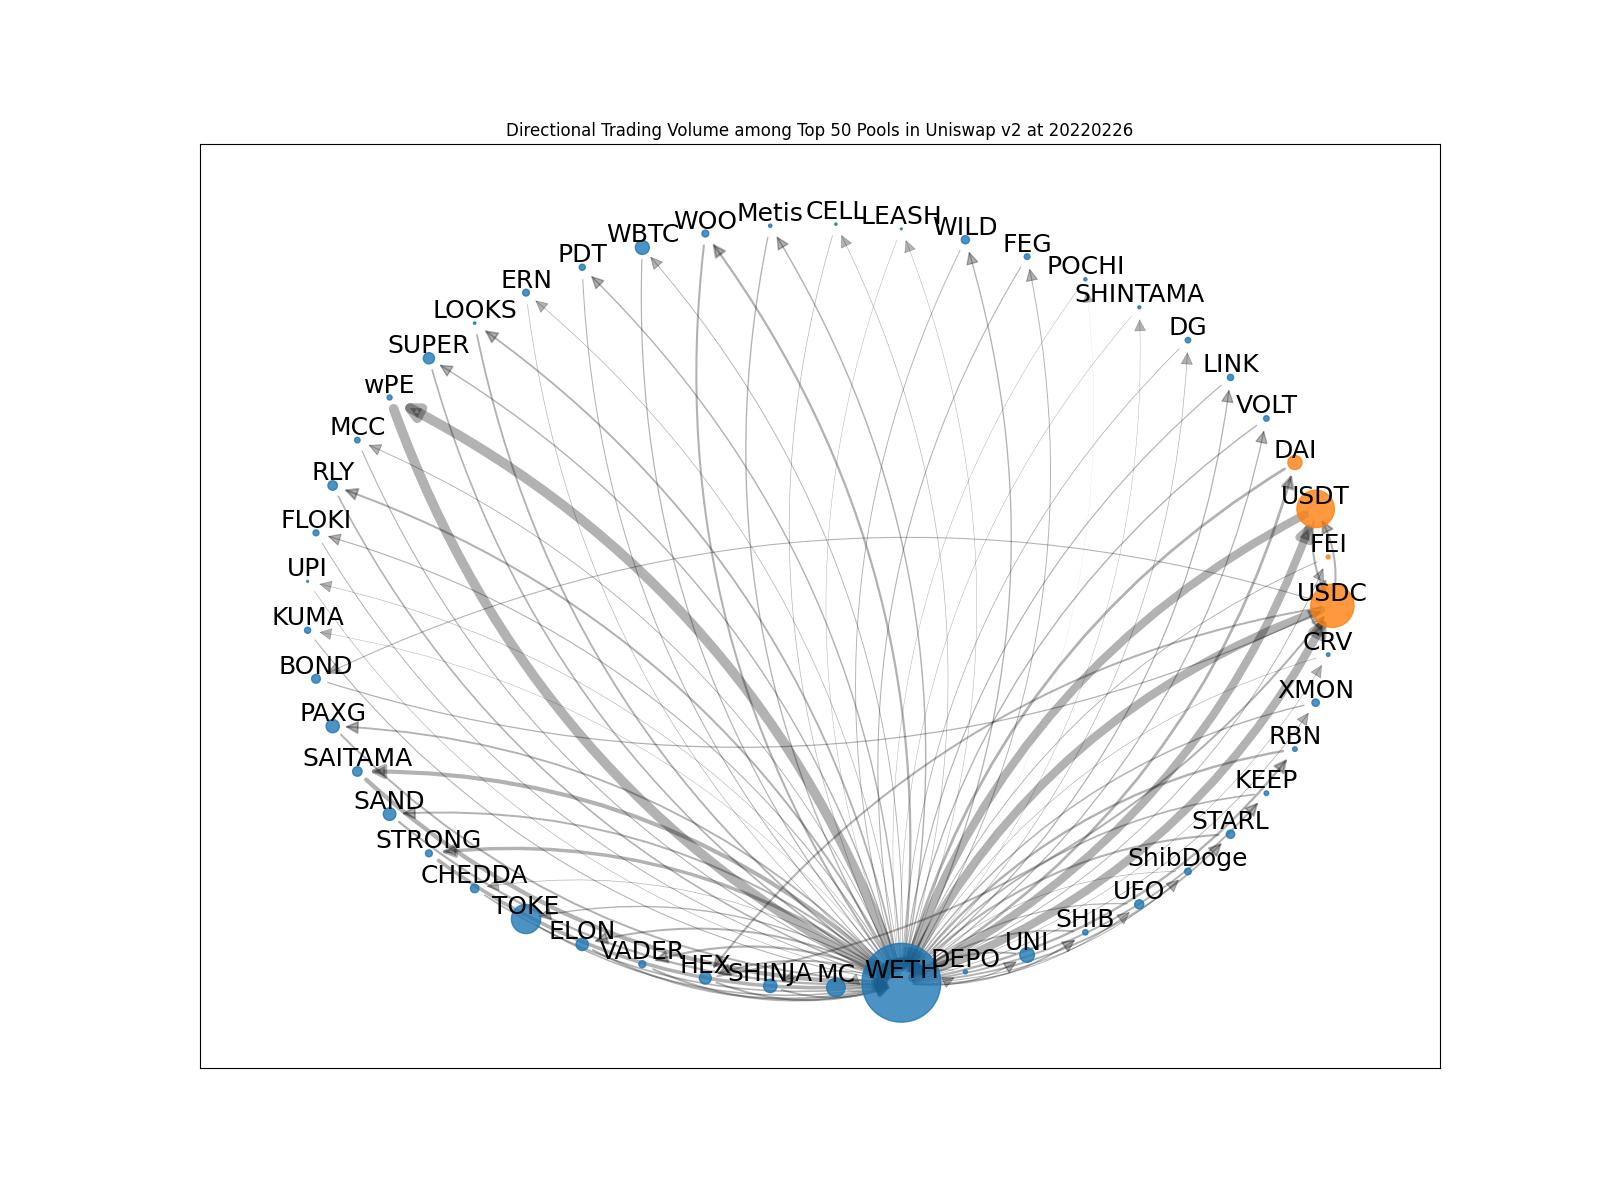 Directional Trading Volume among Top 50 Pools in Uniswap v2 at 20220226
WBTC
WOO
Metis
CELL
LEASH
WILD
PDT
FEG
ERN
POCHI
LOOKS
SHINTAMA
SUPER
DG
wPE
LINK
MCC
VOLT
RLY
DAI
FLOKI
USDT
UPI
FEI
KUMA
USDC
BOND
CRV
PAXG
XMON
SAITAMA
RBN
SAND
KEEP
STRONG
STARL
CHEDDA
ShibDoge
TOKE
UFO
ELON
SHIB
VADER
UNI
HEX
SHINJA
MC
WETH
DEPO